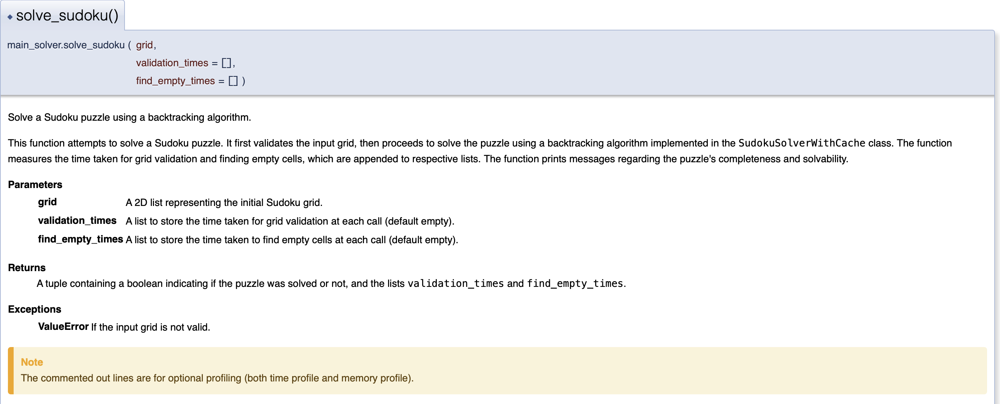 ◆ solve_sudoku()
main_solver.solve_sudoku ( grid,
validation_times = [],
find_empty_times = [] )
Solve a Sudoku puzzle using a backtracking algorithm.
This function attempts to solve a Sudoku puzzle. It first validates the input grid, then proceeds to solve the puzzle using a backtracking algorithm implemented in the SudokuSolverWithCache class. The function
measures the time taken for grid validation and finding empty cells, which are appended to respective lists. The function prints messages regarding the puzzle's completeness and solvability.
Parameters
grid A 2D list representing the initial Sudoku grid.
validation_times A list to store the time taken for grid validation at each call (default empty).
find_empty_times A list to store the time taken to find empty cells at each call (default empty).
Returns
A tuple containing a boolean indicating if the puzzle was solved or not, and the lists validation_times and find_empty_times.
Exceptions
ValueError If the input grid is not valid.
Note
The commented out lines are for optional profiling (both time profile and memory profile).